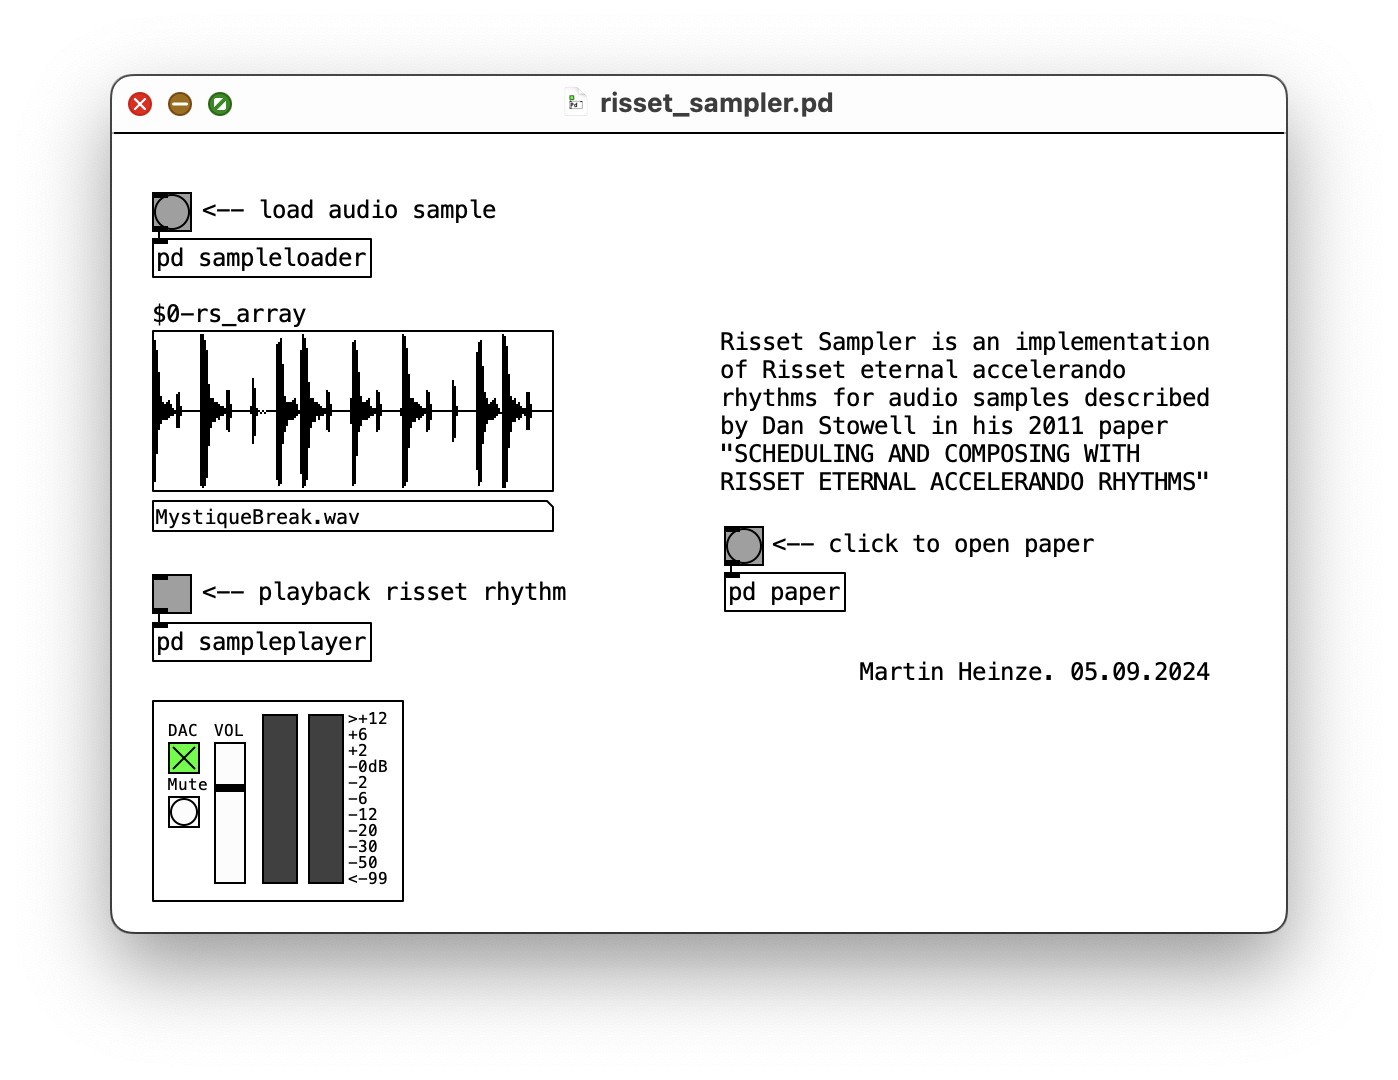 risset_sampler.pd
<-- load audio sample
pd sampleloader
$0-rs_array
MystiqueBreak.wav
<-- playback risset rhythm
pd sampleplayer
DAC VOL
Mute
>+12
+6
+2
-0dB
-2
-6
-12
-20
-30
-50
<-99
Risset Sampler is an implementation
of Risset eternal accelerando
rhythms for audio samples described
by Dan Stowell in his 2011 paper
"SCHEDULING AND COMPOSING WITH
RISSET ETERNAL ACCELERANDO RHYTHMS"
<-- click to open paper
pd paper
Martin Heinze. 05.09.2024